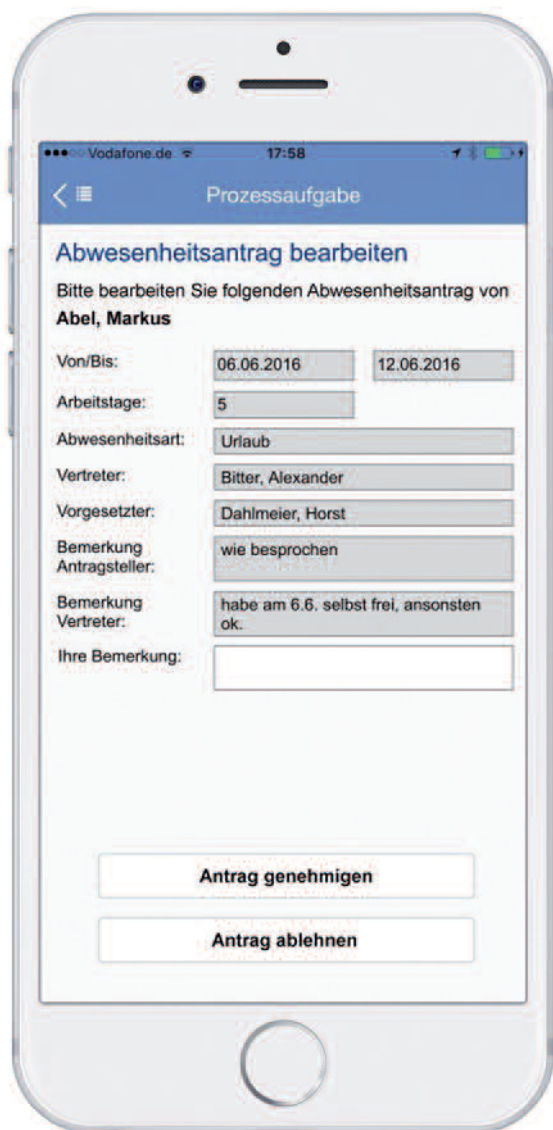 Vodafone.de 17:58
Prozessaufgabe
Abwesenheitsantrag bearbeiten
Bitte bearbeiten Sie folgenden Abwesenheitsantrag von
Abel, Markus
Von/Bis: 06.06.2016 12.06.2016
Arbeitstage: 5
Abwesenheitsart: Urlaub
Vertreter: Bitter, Alexander
Vorgesetzter: Dahlmeier, Horst
Bemerkung
Antragsteller: wie besprochen
Bemerkung
Vertreter: habe am 6.6. selbst frei, ansonsten
ok.
Ihre Bemerkung:
Antrag genehmigen
Antrag ablehnen